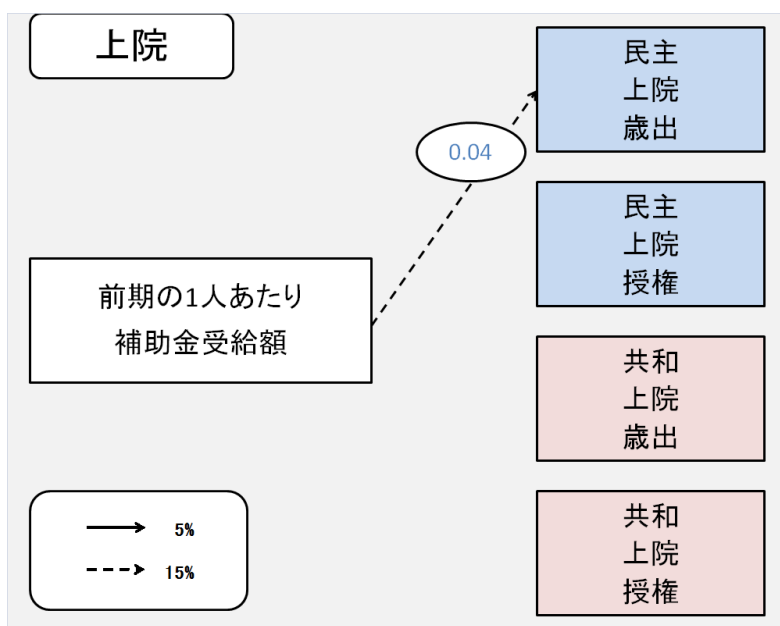 上院
民主
上院
歳出
0.04
民主
上院
授権
前期の1人あたり
補助金受給額
共和
上院
歳出
共和
上院
授権
5%
15%